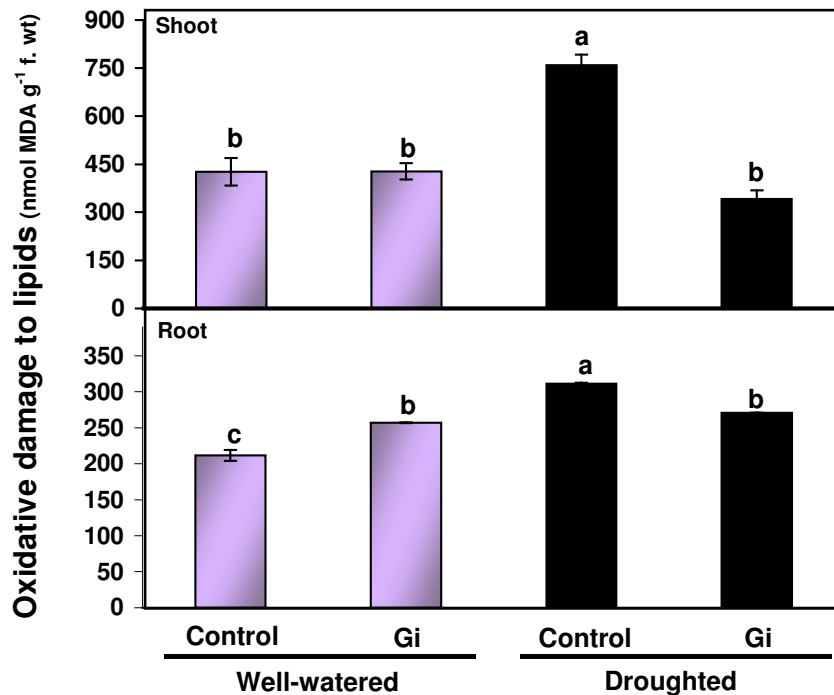 Oxidative damage to lipids (nmol MDA g⁻¹ f. wt)
Shoot
900
750
600
450
300
150
0
b
b
a
b
Root
350
300
250
200
150
100
50
0
c
b
a
b
Control Gi Control Gi
Well-watered Droughted